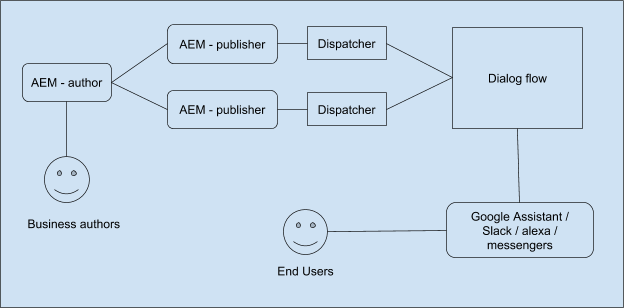 AEM - publisher
Dispatcher
Dialog flow
AEM - author
AEM - publisher
Dispatcher
Business authors
Google Assistant /
Slack / alexa /
messengers
End Users